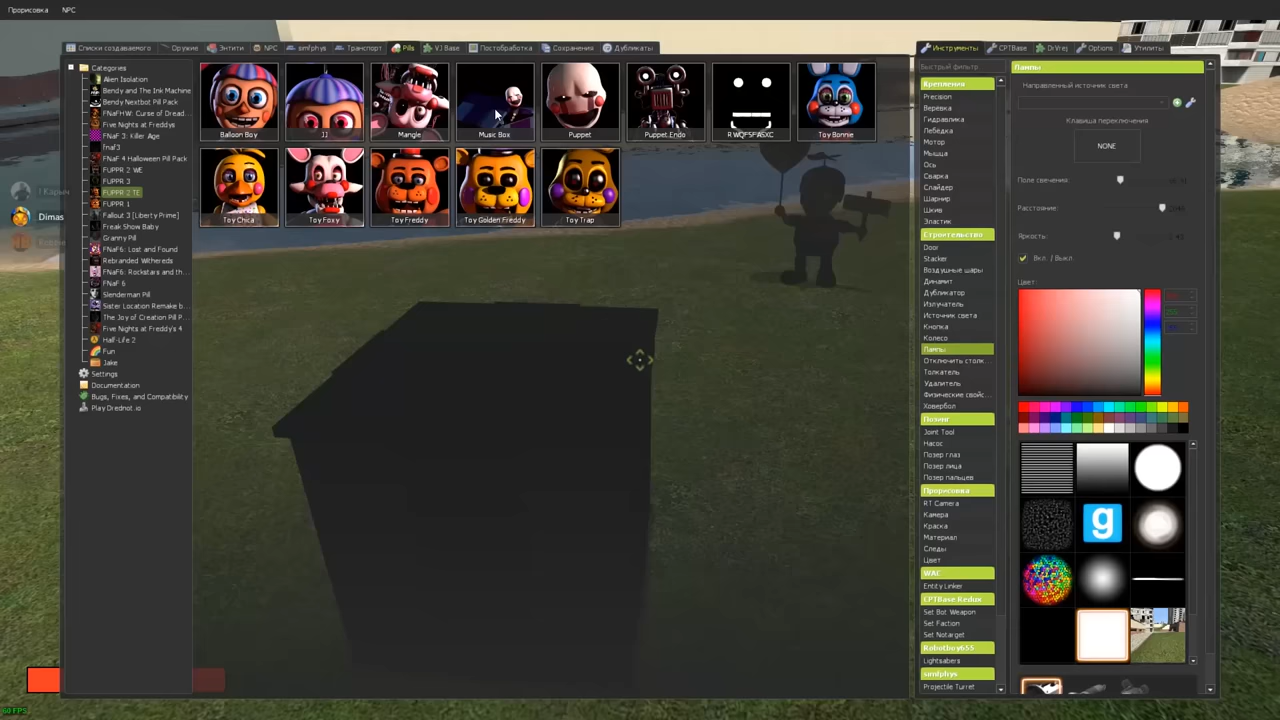 Прорисовка NPC
Списки создаваемого Оружие Энтити NPC simfphys Транспорт Pills VJ Base Постобработка Сохранения Дубликаты
Инструменты CPTBase DrVrej Options Утилиты
Categories
Alien Isolation
Bendy and The Ink Machine
Bendy Nextbot Pill Pack
FNaFHW: Curse of Dread...
Five Nights at Freddys
FNaF 3: Killer Age
Fnaf3
FNaF 4 Halloween Pill Pack
FUPPR 2 WE
FUPPR 3
FUPPR 2 TE
FUPPR 1
Fallout 3 [Liberty Prime]
Freak Show Baby
Granny Pill
FNaF6: Lost and Found
Rebranded Withereds
FNaF6: Rockstars and th...
FNaF 6
Slenderman Pill
Sister Location Remake b...
The Joy of Creation Pill P...
Five Nights at Freddy's 4
Half-Life 2
Fun
Jake
Settings
Documentation
Bugs, Fixes, and Compatibility
Play Drednot.io
Balloon Boy
JJ
Mangle
Music Box
Puppet
Puppet Endo
RWQFSFASXC
Toy Bonnie
Toy Chica
Toy Foxy
Toy Freddy
Toy Golden Freddy
Toy Trap
Dimas
Быстрый фильтр
Крепления
Precision
Веревка
Гидравлика
Лебёдка
Мотор
Мышца
Ось
Сварка
Слайдер
Шарнир
Шкив
Эластик
Строительство
Door
Stacker
Воздушные шары
Динамит
Дубликатор
Излучатель
Источник света
Кнопка
Колесо
Лампы
Отключить столк
Толкатель
Удалитель
Физические свойс...
Ховербол
Позинг
Joint Tool
Насос
Позер глаз
Позер лица
Позер пальцев
Прорисовка
RT Camera
Камера
Краска
Материал
Следы
Цвет
WAC
Entity Linker
CPTBase Redux
Set Bot Weapon
Set Faction
Set Notarget
Robotboy655
Lightsabers
simfphys
Projectile Turret
Лампы
Направленный источник света
Клавиша переключения
NONE
Поле свечения:
Расстояние:
Яркость:
Вкл. / Выкл.
Цвет:
g
60 FPS